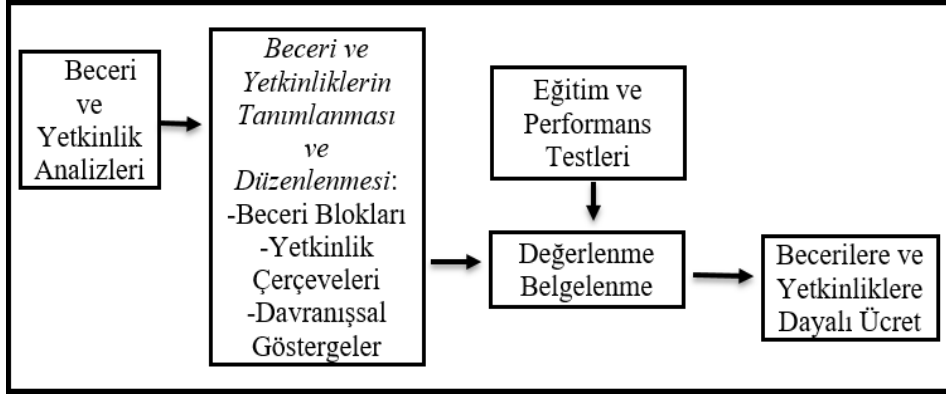 Beceri
ve
Yetkinlik
Analizleri
Beceri ve
Yetkinliklerin
Tanımlanması
ve
Düzenlenmesi:
-Beceri Blokları
-Yetkinlik
Çerçeveleri
-Davranışsal
Göstergeler
Eğitim ve
Performans
Testleri
Değerlenme
Belgelenme
Becerilere ve
Yetkinliklere
Dayalı Ücret